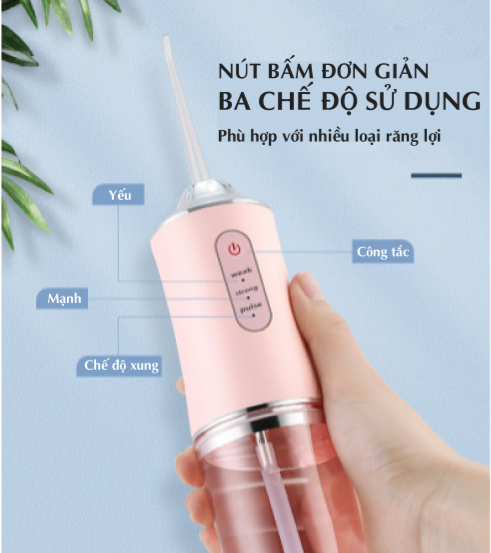 NÚT BẤM ĐƠN GIẢN
BA CHẾ ĐỘ SỬ DỤNG
Phù hợp với nhiều loại răng lợi
Yếu
Công tắc
weak
strong
Mạnh
pulse
Chế độ xung